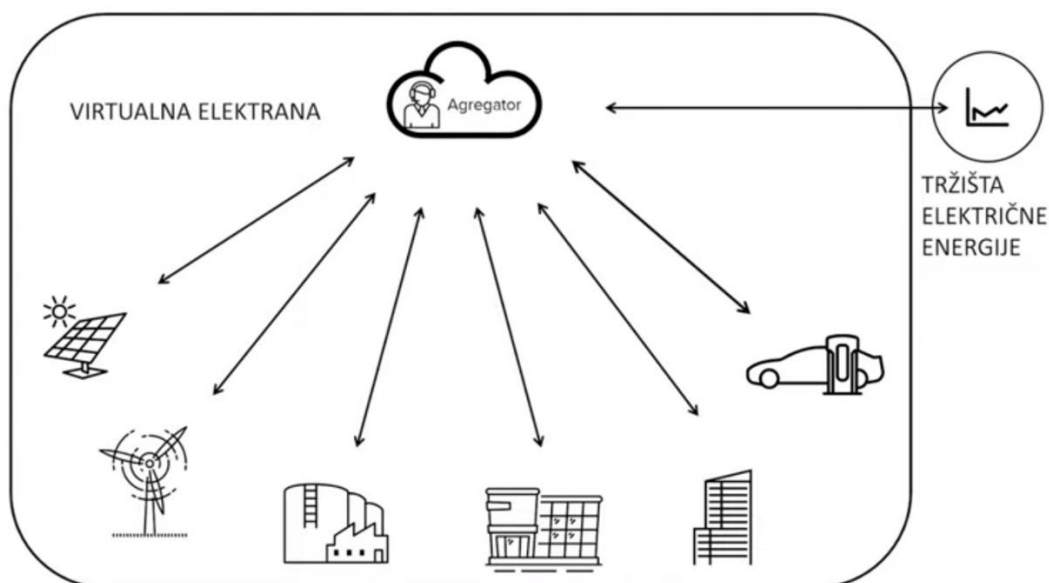 VIRTUALNA ELEKTRANA
Agregator
TRŽIŠTA
ELEKTRIČNE
ENERGIJE